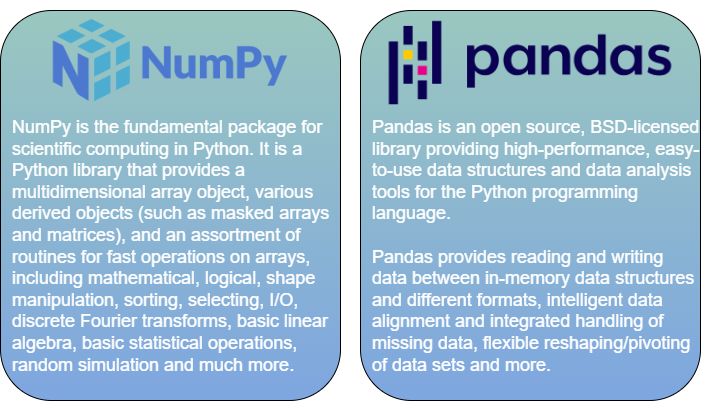 NumPy
NumPy is the fundamental package for
scientific computing in Python. It is a
Python library that provides a
multidimensional array object, various
derived objects (such as masked arrays
and matrices), and an assortment of
routines for fast operations on arrays,
including mathematical, logical, shape
manipulation, sorting, selecting, I/O,
discrete Fourier transforms, basic linear
algebra, basic statistical operations,
random simulation and much more.
pandas
Pandas is an open source, BSD-licensed
library providing high-performance, easy-
to-use data structures and data analysis
tools for the Python programming
language.
Pandas provides reading and writing
data between in-memory data structures
and different formats, intelligent data
alignment and integrated handling of
missing data, flexible reshaping/pivoting
of data sets and more.